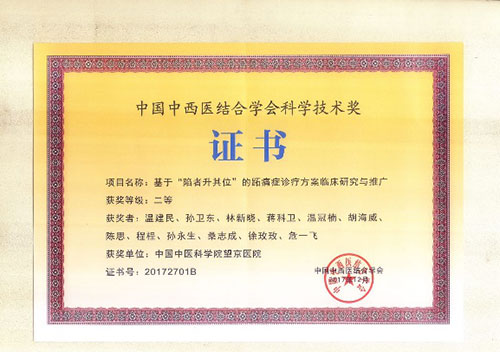 中国中西医结合学会科学技术奖
证书
项目名称：基于“陷者升其位”的跖痛症诊疗方案临床研究与推广
获奖等级：二等
获奖者：温建民、孙卫东、林新晓、蒋科卫、温冠楠、胡海威、
陈思、程桯、孙永生、桑志成、徐玫玫、危一飞
获奖单位：中国中医科学院望京医院
证书号：20172701B
中国中西医结合学会